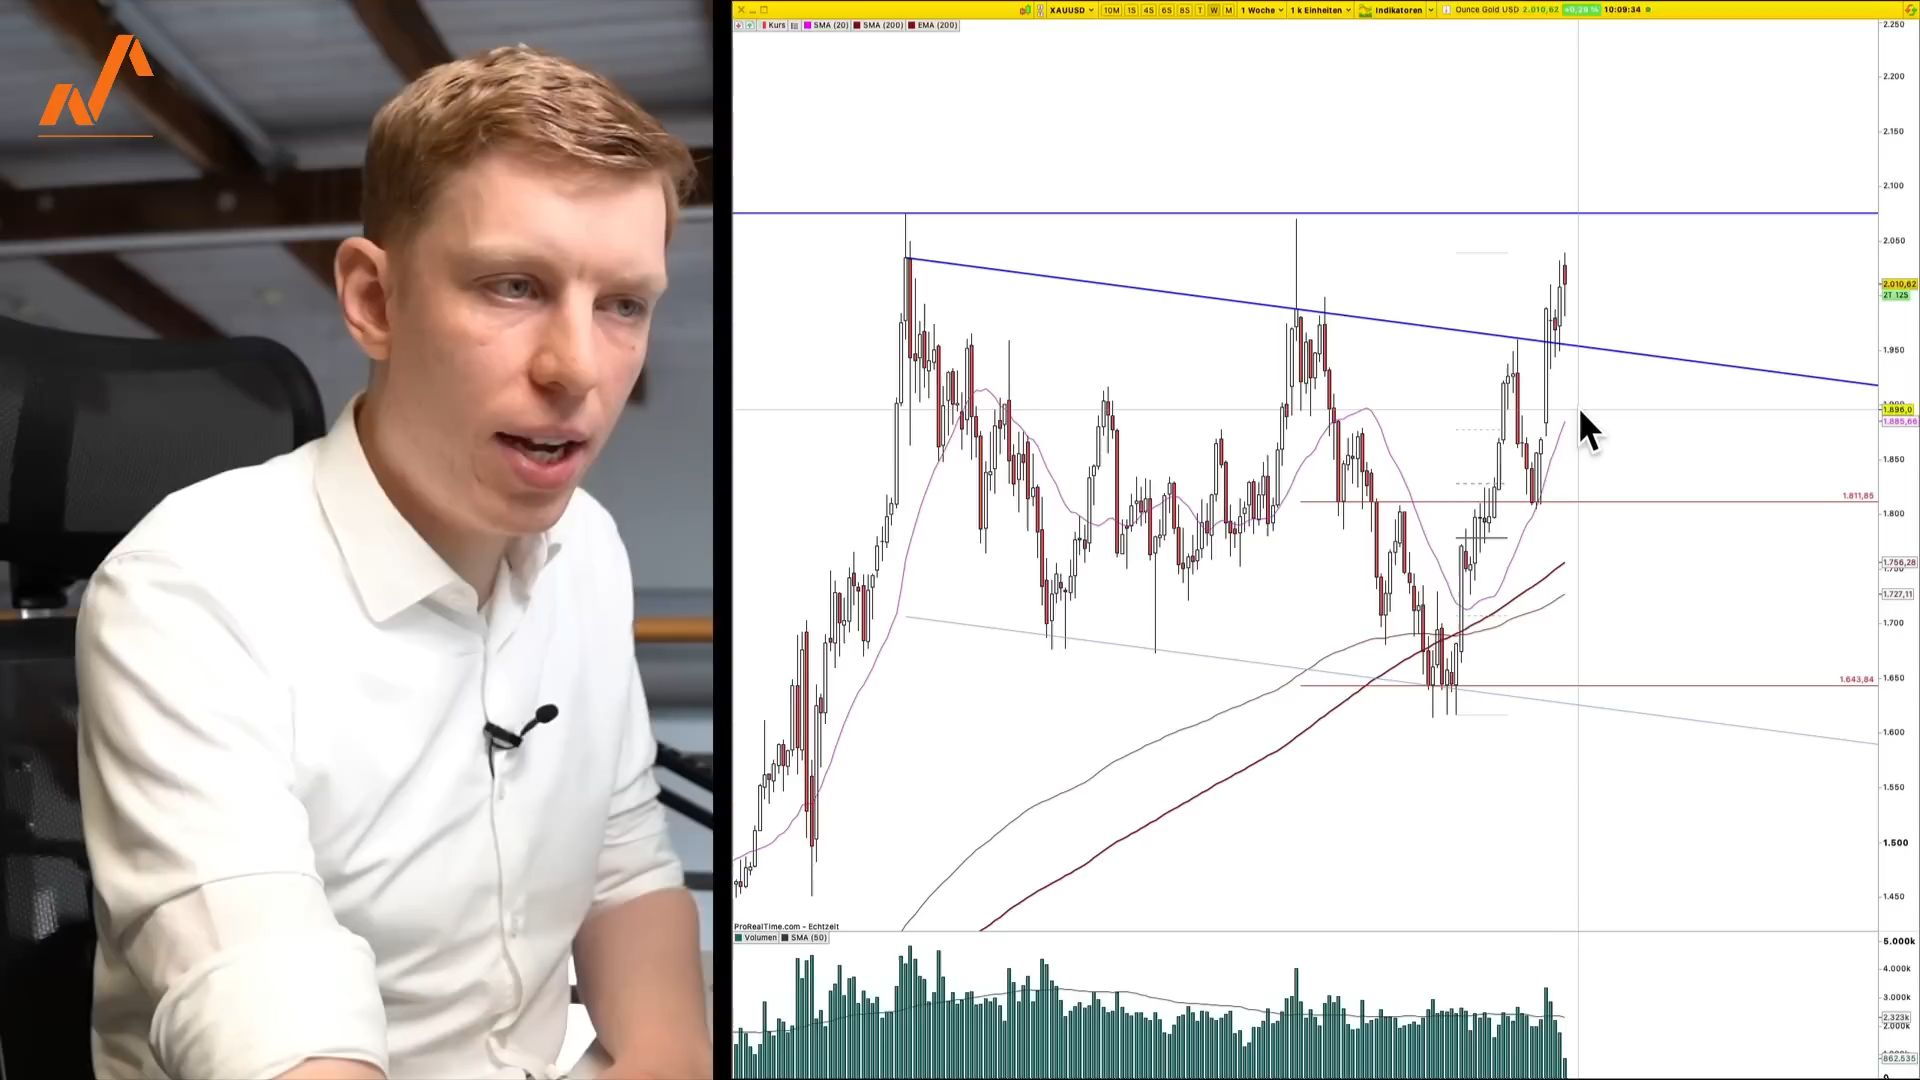 XAUUSD 10M 1S 4S 6S 8S T W M 1 Woche 1 k Einheiten Indikatoren Ounce Gold USD 2.010,62 +0,29 % 10:09:34
Kurs SMA (20) SMA (200) EMA (200)
2.250
2.200
2.150
2.100
2.050
2.010,62
2T 12S
1.950
1.896,0
1.885,66
1.850
1.811,85
1.800
1.756,28
1.727,11
1.700
1.650
1.643,84
1.600
1.550
1.500
1.450
ProRealTime.com - Echtzeit
Volumen SMA (50)
5.000k
4.000k
3.000k
2.323k
2.000k
862.535
0